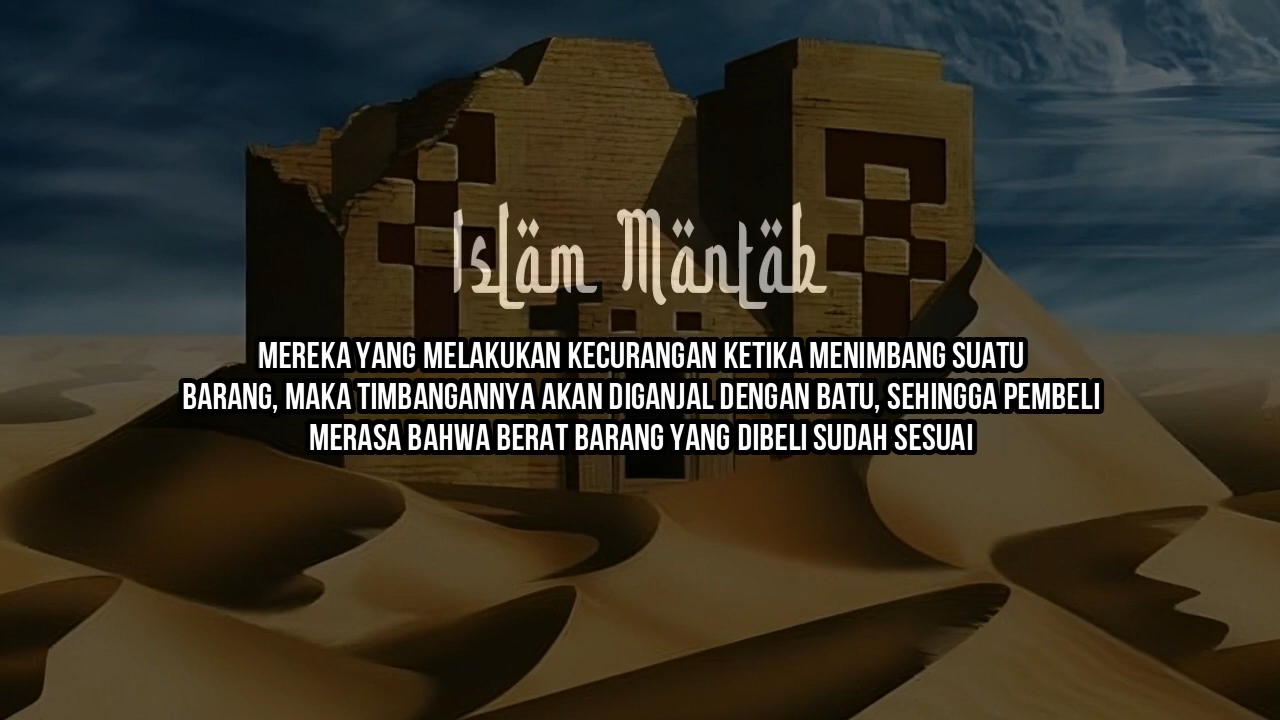 Isläm Mäntäb
MEREKA YANG MELAKUKAN KECURANGAN KETIKA MENIMBANG SUATU
BARANG, MAKA TIMBANGANNYA AKAN DIGANJAL DENGAN BATU, SEHINGGA PEMBELI
MERASA BAHWA BERAT BARANG YANG DIBELI SUDAH SESUAI